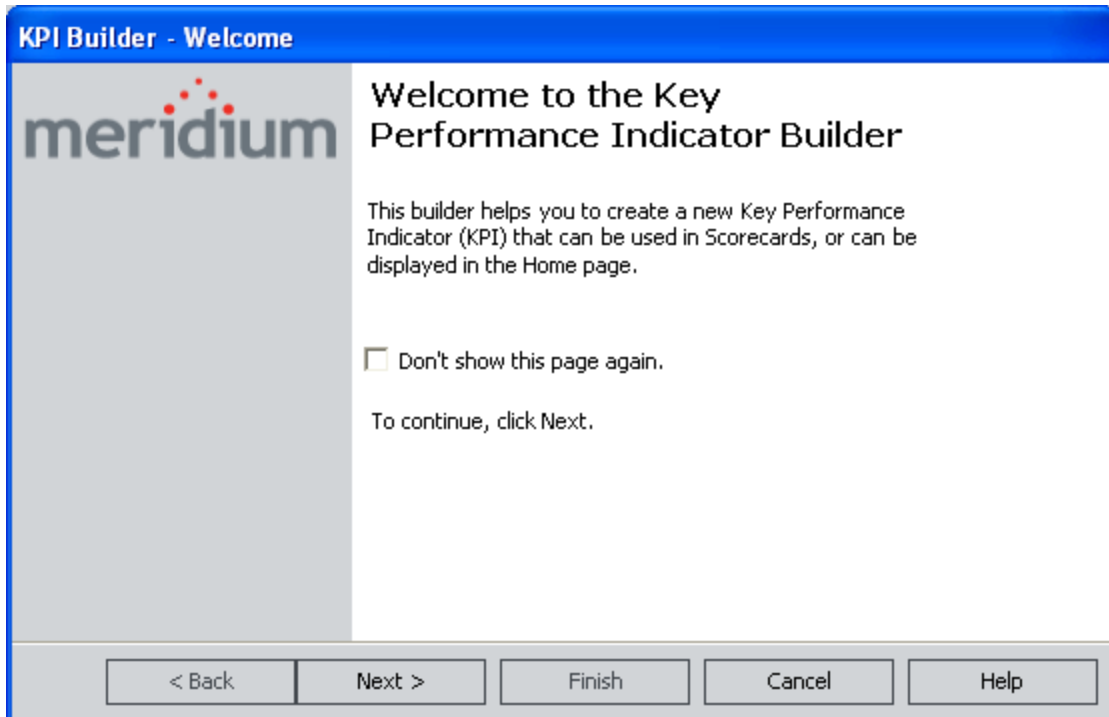 KPI Builder - Welcome
meridium
Welcome to the Key
Performance Indicator Builder
This builder helps you to create a new Key Performance
Indicator (KPI) that can be used in Scorecards, or can be
displayed in the Home page.
Don't show this page again.
To continue, click Next.
< Back
Next >
Finish
Cancel
Help